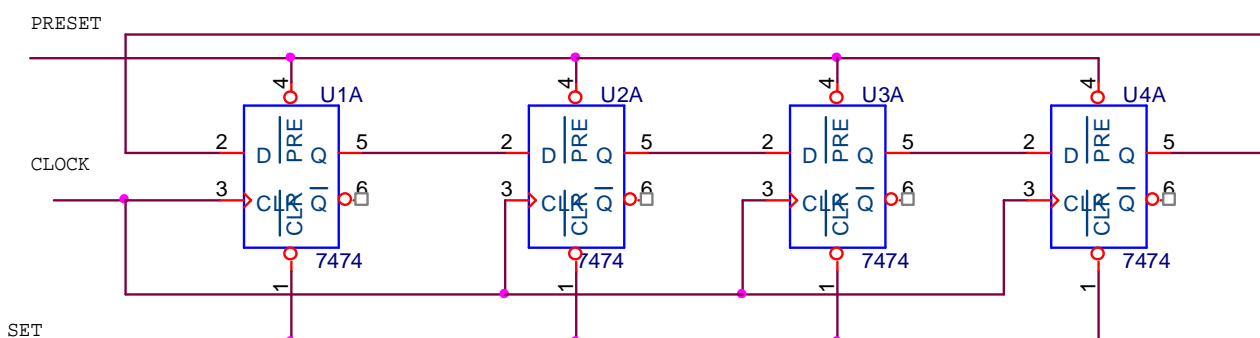 PRESET
4 4 4 4
U1A U2A U3A U4A
2 D PRE Q 5 2 D PRE Q 5 2 D PRE Q 5 2 D PRE Q 5
CLOCK
3 CLK CLR Q 6 3 CLK CLR Q 6 3 CLK CLR Q 6 3 CLK CLR Q 6
7474 7474 7474 7474
1 1 1 1
SET